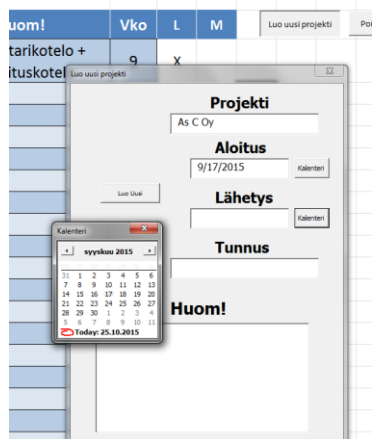 uom! Vko L M Luo uusi projekti Poi
tarikotelo + 9 X
ituskotel
Luo uusi projekti
Projekti
As C Oy
Aloitus
9/17/2015 Kalenteri
Luo Uusi
Lähetys
Kalenteri
Kalenteri
syyskuu 2015
31 1 2 3 4 5 6
7 8 9 10 11 12 13
14 15 16 17 18 19 20
21 22 23 24 25 26 27
28 29 30 1 2 3 4
5 6 7 8 9 10 11
Today: 25.10.2015
Tunnus
Huom!